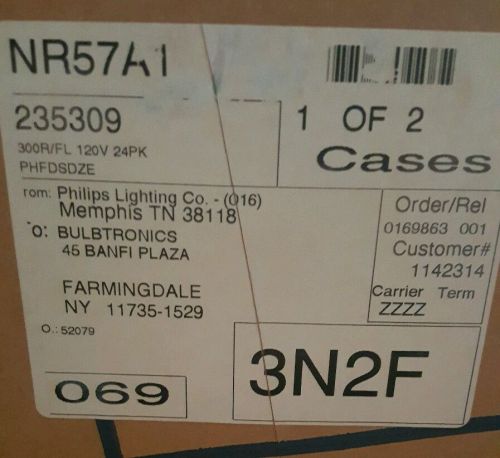 NR57A1
235309
300R/FL 120V 24PK
PHFDSDZE
1 OF 2
Cases
rom: Philips Lighting Co. - (016)
Memphis TN 38118
o: BULBTRONICS
45 BANFI PLAZA
FARMINGDALE
NY 11735-1529
O.: 52079
Order/Rel
0169863 001
Customer#
1142314
Carrier Term
ZZZZ
069
3N2F